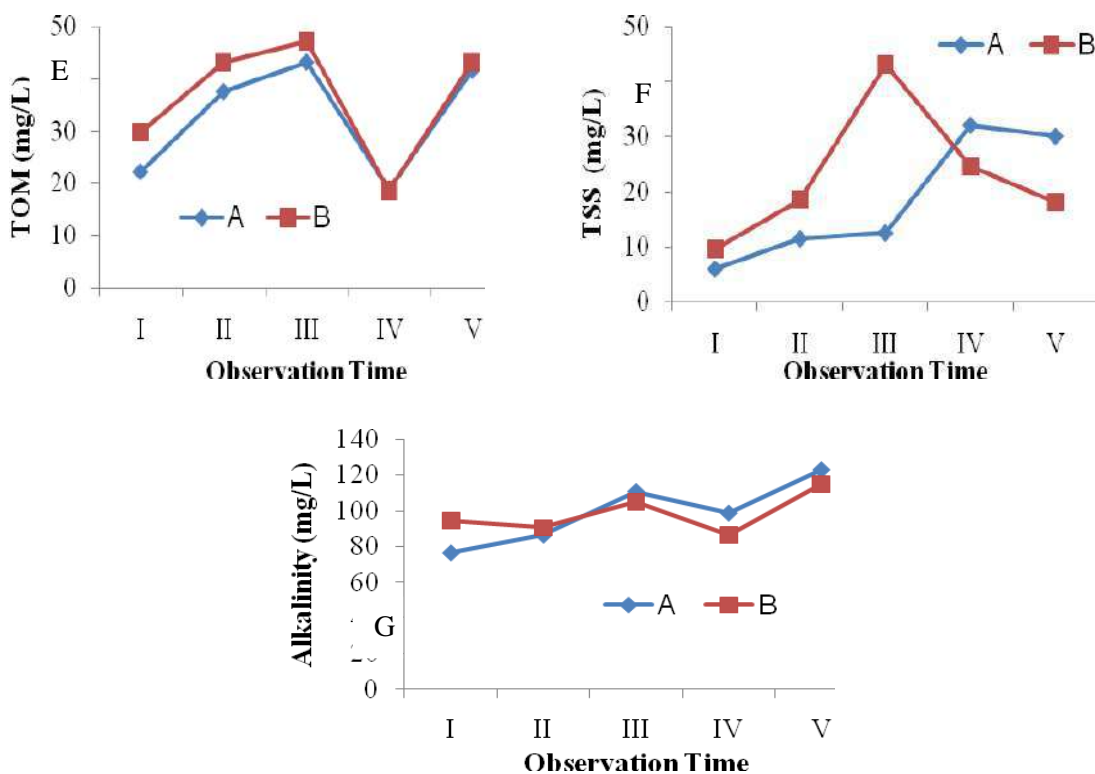 50
E
30
20
10
0
TOM (mg/L)
A
B
I
II
III
IV
V
Observation Time
A
B
50
F
30
20
10
0
TSS (mg/L)
I
II
III
IV
V
Observation Time
140
120
100
80
60
G
0
Alkalinity (mg/L)
A
B
I
II
III
IV
V
Observation Time